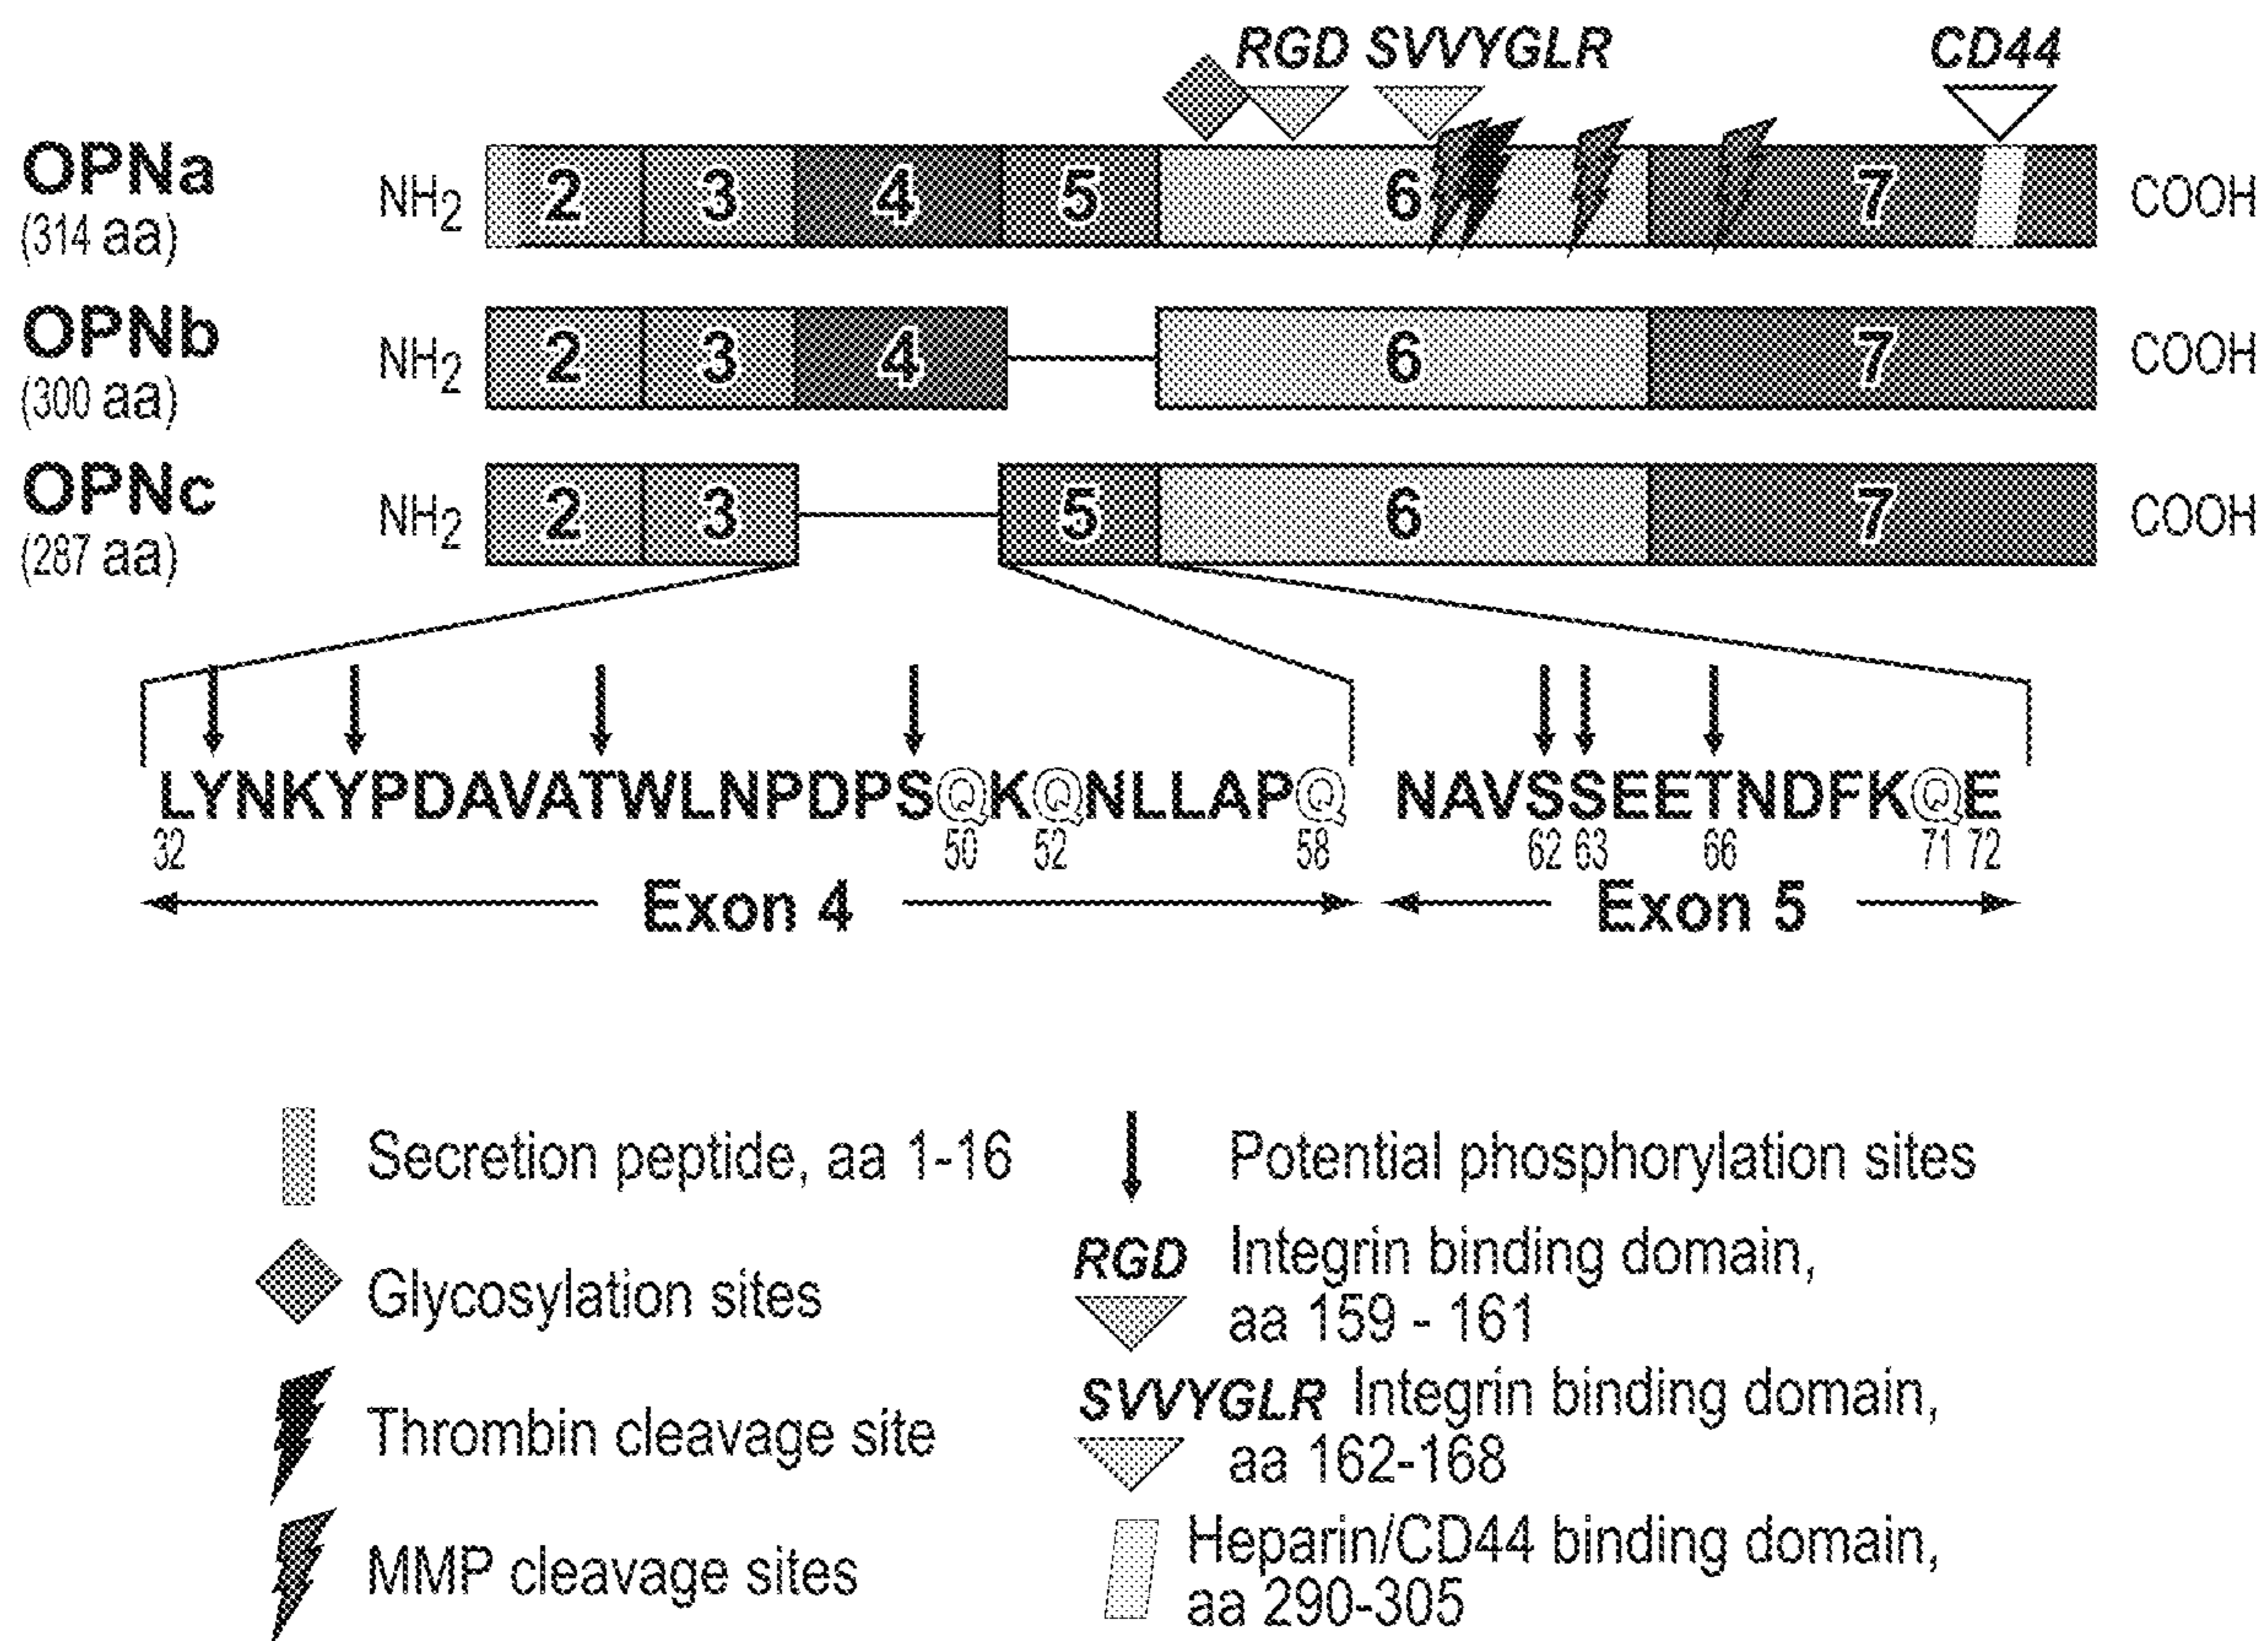 RGD SVVYGLR CD44
OPNa
(314 aa)
NH2 2 3 4 5 6 7 COOH
OPNb
(300 aa)
NH2 2 3 4 6 7 COOH
OPNc
(287 aa)
NH2 2 3 5 6 7 COOH
LYNKYPDAVATWLNPDPSQKQNLLAPQ NAVSSEETNDFKQE
32 50 52 58 62 63 66 71 72
Exon 4 Exon 5
Secretion peptide, aa 1-16
Glycosylation sites
Thrombin cleavage site
MMP cleavage sites
Potential phosphorylation sites
RGD Integrin binding domain,
aa 159 - 161
SVVYGLR Integrin binding domain,
aa 162-168
Heparin/CD44 binding domain,
aa 290-305